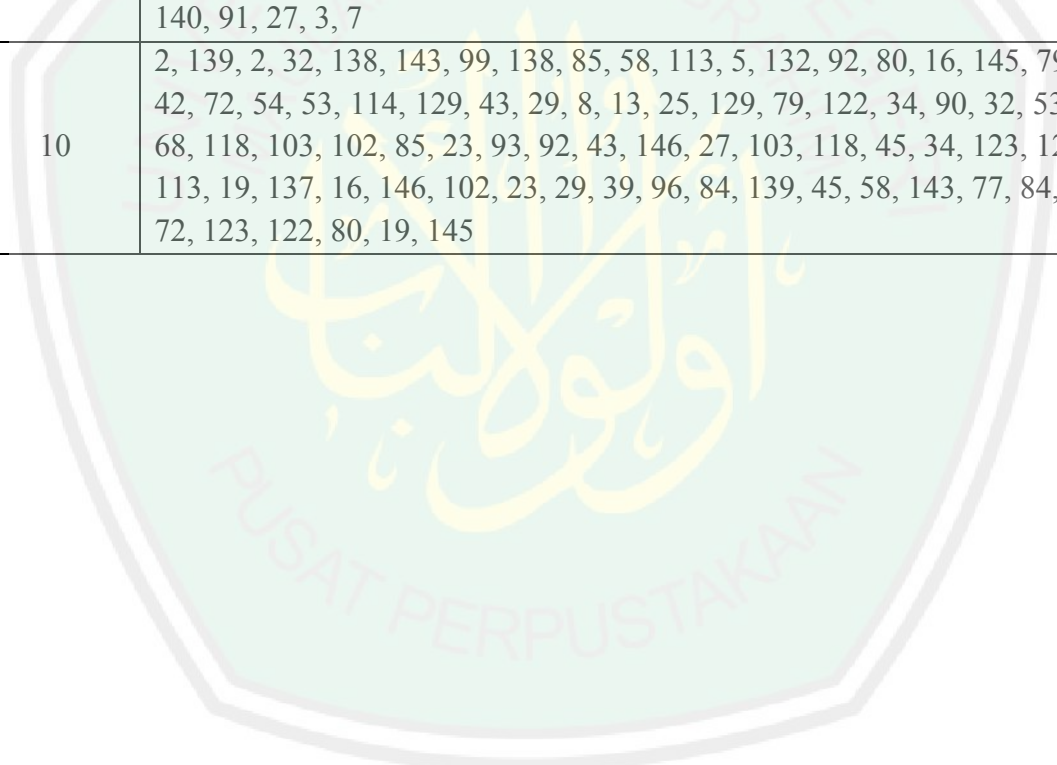 140, 91, 27, 3, 7
2, 139, 2, 32, 138, 143, 99, 138, 85, 58, 113, 5, 132, 92, 80, 16, 145, 79
42, 72, 54, 53, 114, 129, 43, 29, 8, 13, 25, 129, 79, 122, 34, 90, 32, 53
10
68, 118, 103, 102, 85, 23, 93, 92, 43, 146, 27, 103, 118, 45, 34, 123,
113, 19, 137, 16, 146, 102, 23, 29, 39, 96, 84, 139, 45, 58, 143, 77, 84,
72, 123, 122, 80, 19, 145
PUSAT PERPUSTAKAAN